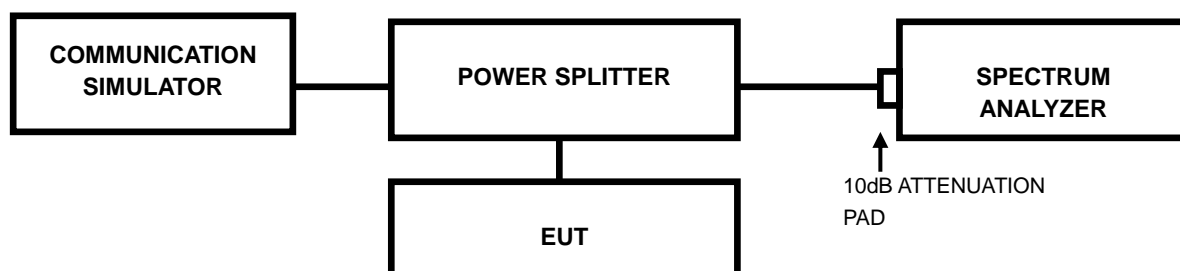 COMMUNICATION
SIMULATOR
POWER SPLITTER
SPECTRUM
ANALYZER
10dB ATTENUATION
PAD
EUT